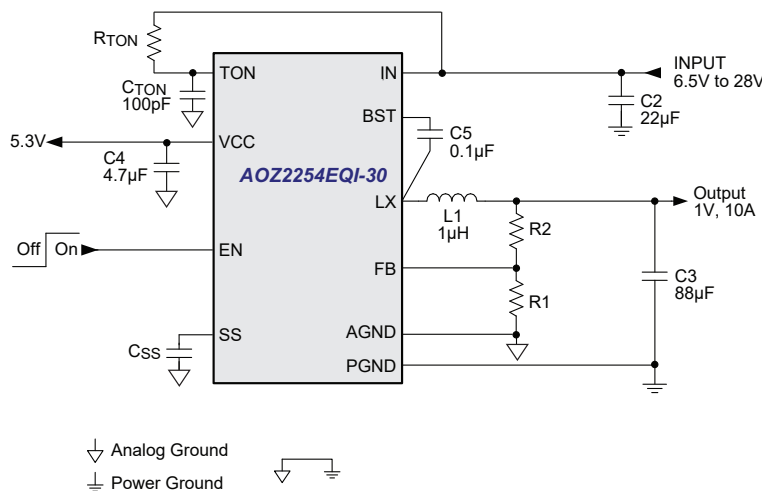 RTON
TON
CTON
100pF
IN
INPUT
6.5V to 28V
C2
22µF
BST
C5
0.1µF
5.3V
VCC
C4
4.7µF
AOZ2254EQI-30
LX
L1
1µH
Output
1V, 10A
R2
Off
On
EN
FB
R1
C3
88µF
SS
CSS
AGND
PGND
Analog Ground
Power Ground